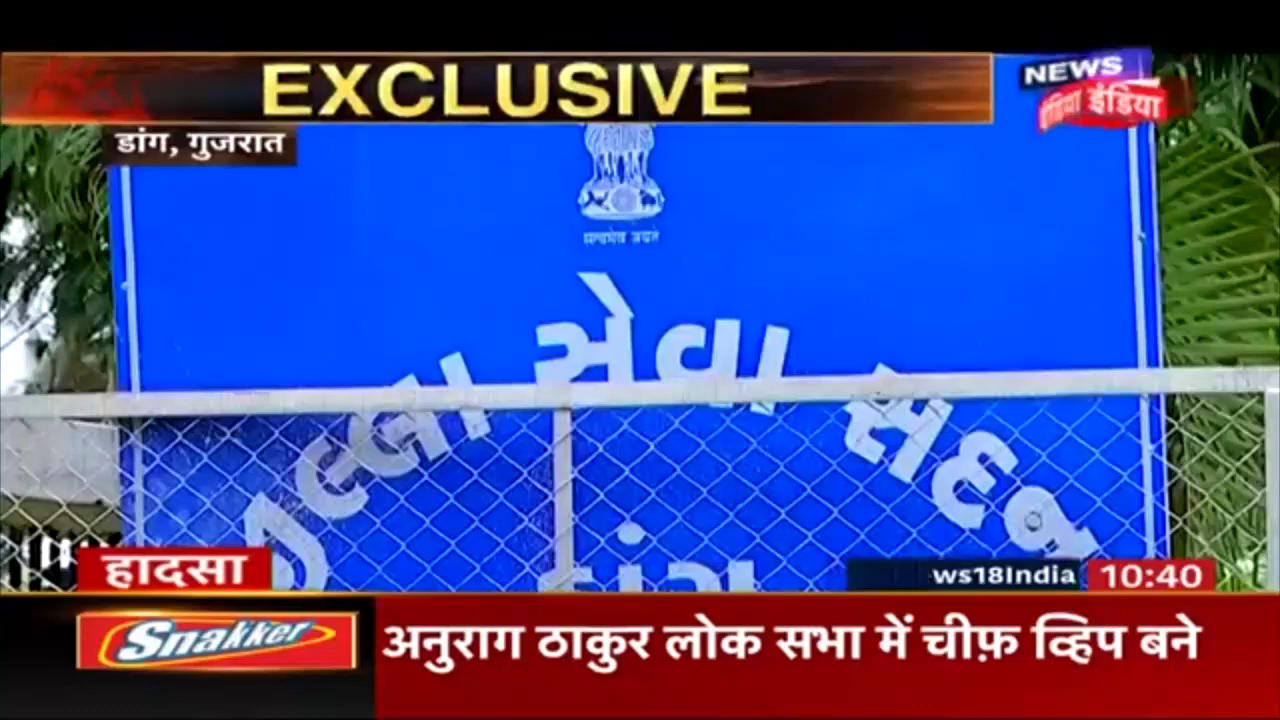 EXCLUSIVE
NEWS
इंडिया इंडिया
डांग, गुजरात
सत्यमेव जयते
જીલ્લા સેવા સદન
ડાંગ
हादसा
ws18India
10:40
Snakker
अनुराग ठाकुर लोक सभा में चीफ़ व्हिप बने